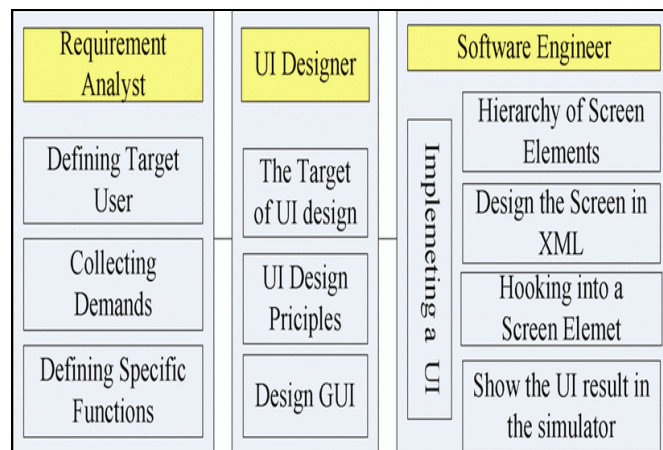 Requirement
Analyst
Defining Target
User
Collecting
Demands
Defining Specific
Functions
UI Designer
The Target
of UI design
UI Design
Priciples
Design GUI
Software Engineer
Implemeting a UI
Hierarchy of Screen
Elements
Design the Screen in
XML
Hooking into a
Screen Elemet
Show the UI result in
the simulator